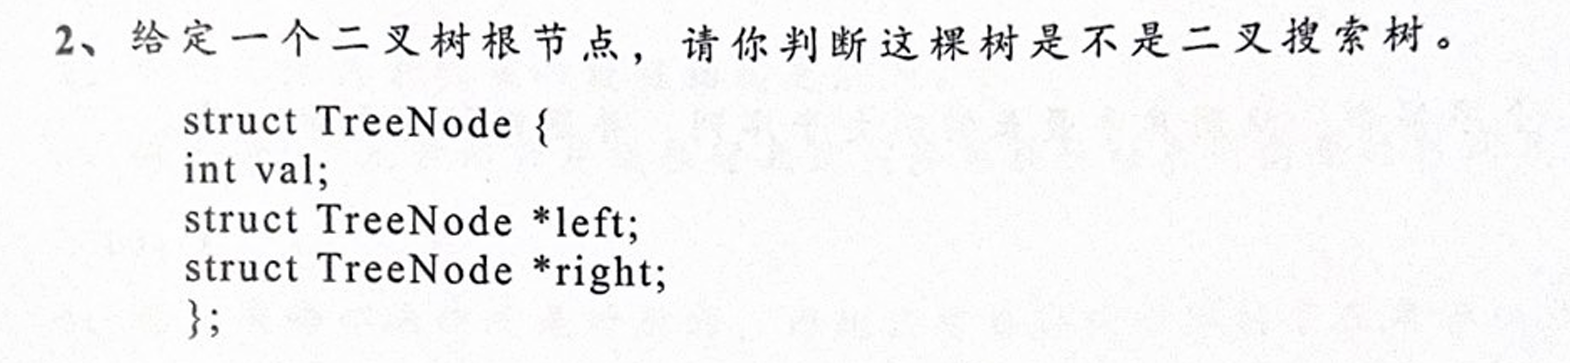 2、给定一个二叉树根节点，请你判断这棵树是不是二叉搜索树。
struct TreeNode {
int val;
struct TreeNode *left;
struct TreeNode *right;
};